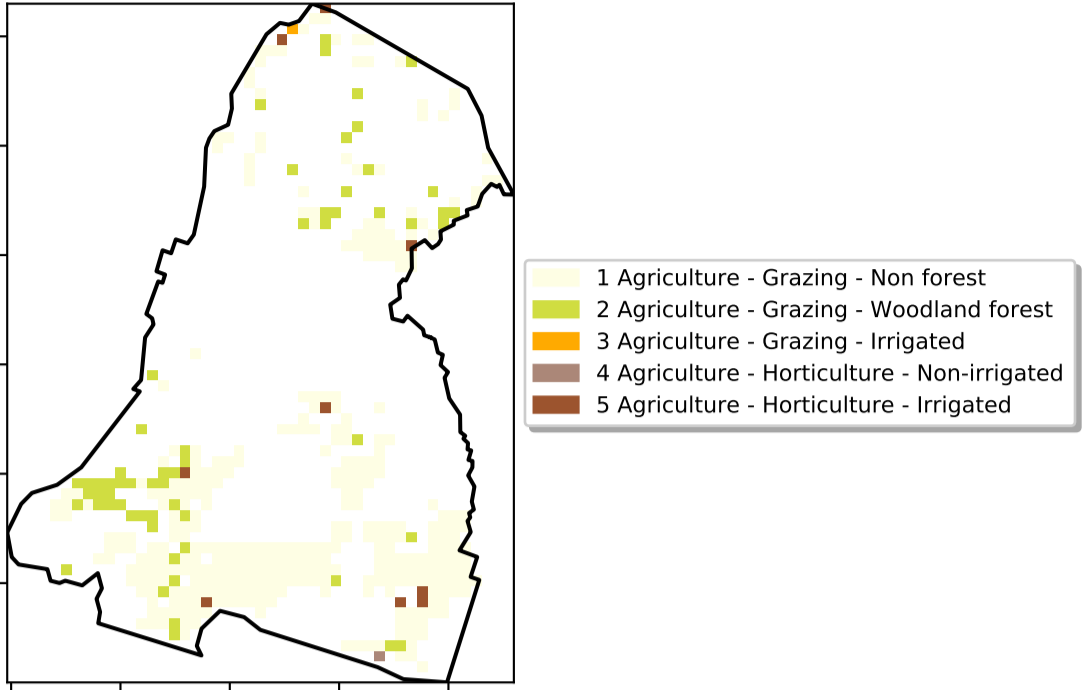 1 Agriculture - Grazing - Non forest
2 Agriculture - Grazing - Woodland forest
3 Agriculture - Grazing - Irrigated
4 Agriculture - Horticulture - Non-irrigated
5 Agriculture - Horticulture - Irrigated